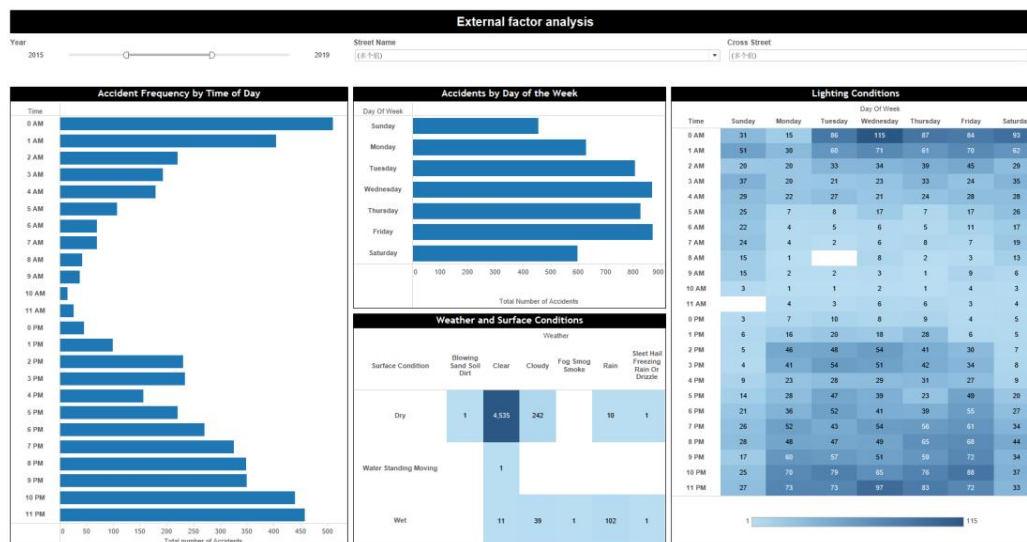 External factor analysis
Year
Street Name
Cross Street
2015
2019
(多个值)
(多个值)
Accident Frequency by Time of Day
Time
0 AM
1 AM
2 AM
3 AM
4 AM
5 AM
6 AM
7 AM
8 AM
9 AM
10 AM
11 AM
0 PM
1 PM
2 PM
3 PM
4 PM
5 PM
6 PM
7 PM
8 PM
9 PM
10 PM
11 PM
0 50 100 150 200 250 300 350 400 450 500
Total number of Accidents
Accidents by Day of the Week
Day Of Week
Sunday
Monday
Tuesday
Wednesday
Thursday
Friday
Saturday
0 100 200 300 400 500 600 700 800 900
Total Number of Accidents
Weather and Surface Conditions
Weather
Surface Condition
Blowing Sand Soil Dirt
Clear
Cloudy
Fog Smog Smoke
Rain
Sleet Hail Freezing Rain Or Drizzle
Dry 1 4,535 242 10 1
Water Standing Moving 1
Wet 11 39 1 102 1
Lighting Conditions
Day Of Week
Time Sunday Monday Tuesday Wednesday Thursday Friday Saturda
0 AM 31 15 86 115 87 84 93
1 AM 51 30 60 71 61 70 62
2 AM 20 20 33 34 39 45 29
3 AM 37 20 21 23 33 24 35
4 AM 29 22 27 21 24 28 28
5 AM 25 7 8 17 7 17 26
6 AM 22 4 5 6 5 11 17
7 AM 24 4 2 6 8 7 19
8 AM 15 1 8 2 3 13
9 AM 15 2 2 3 1 9 6
10 AM 3 1 1 2 1 4 3
11 AM 4 3 6 6 3 4
0 PM 3 7 10 8 9 4 5
1 PM 6 16 20 18 28 6 5
2 PM 5 46 48 54 41 30 7
3 PM 4 41 54 51 42 34 8
4 PM 9 23 28 29 31 27 9
5 PM 14 28 47 39 23 49 20
6 PM 21 36 52 41 39 55 27
7 PM 26 52 43 54 56 61 34
8 PM 28 48 47 49 65 68 44
9 PM 17 60 57 51 59 72 34
10 PM 25 70 79 65 76 88 37
11 PM 27 73 73 97 83 72 33
1 115